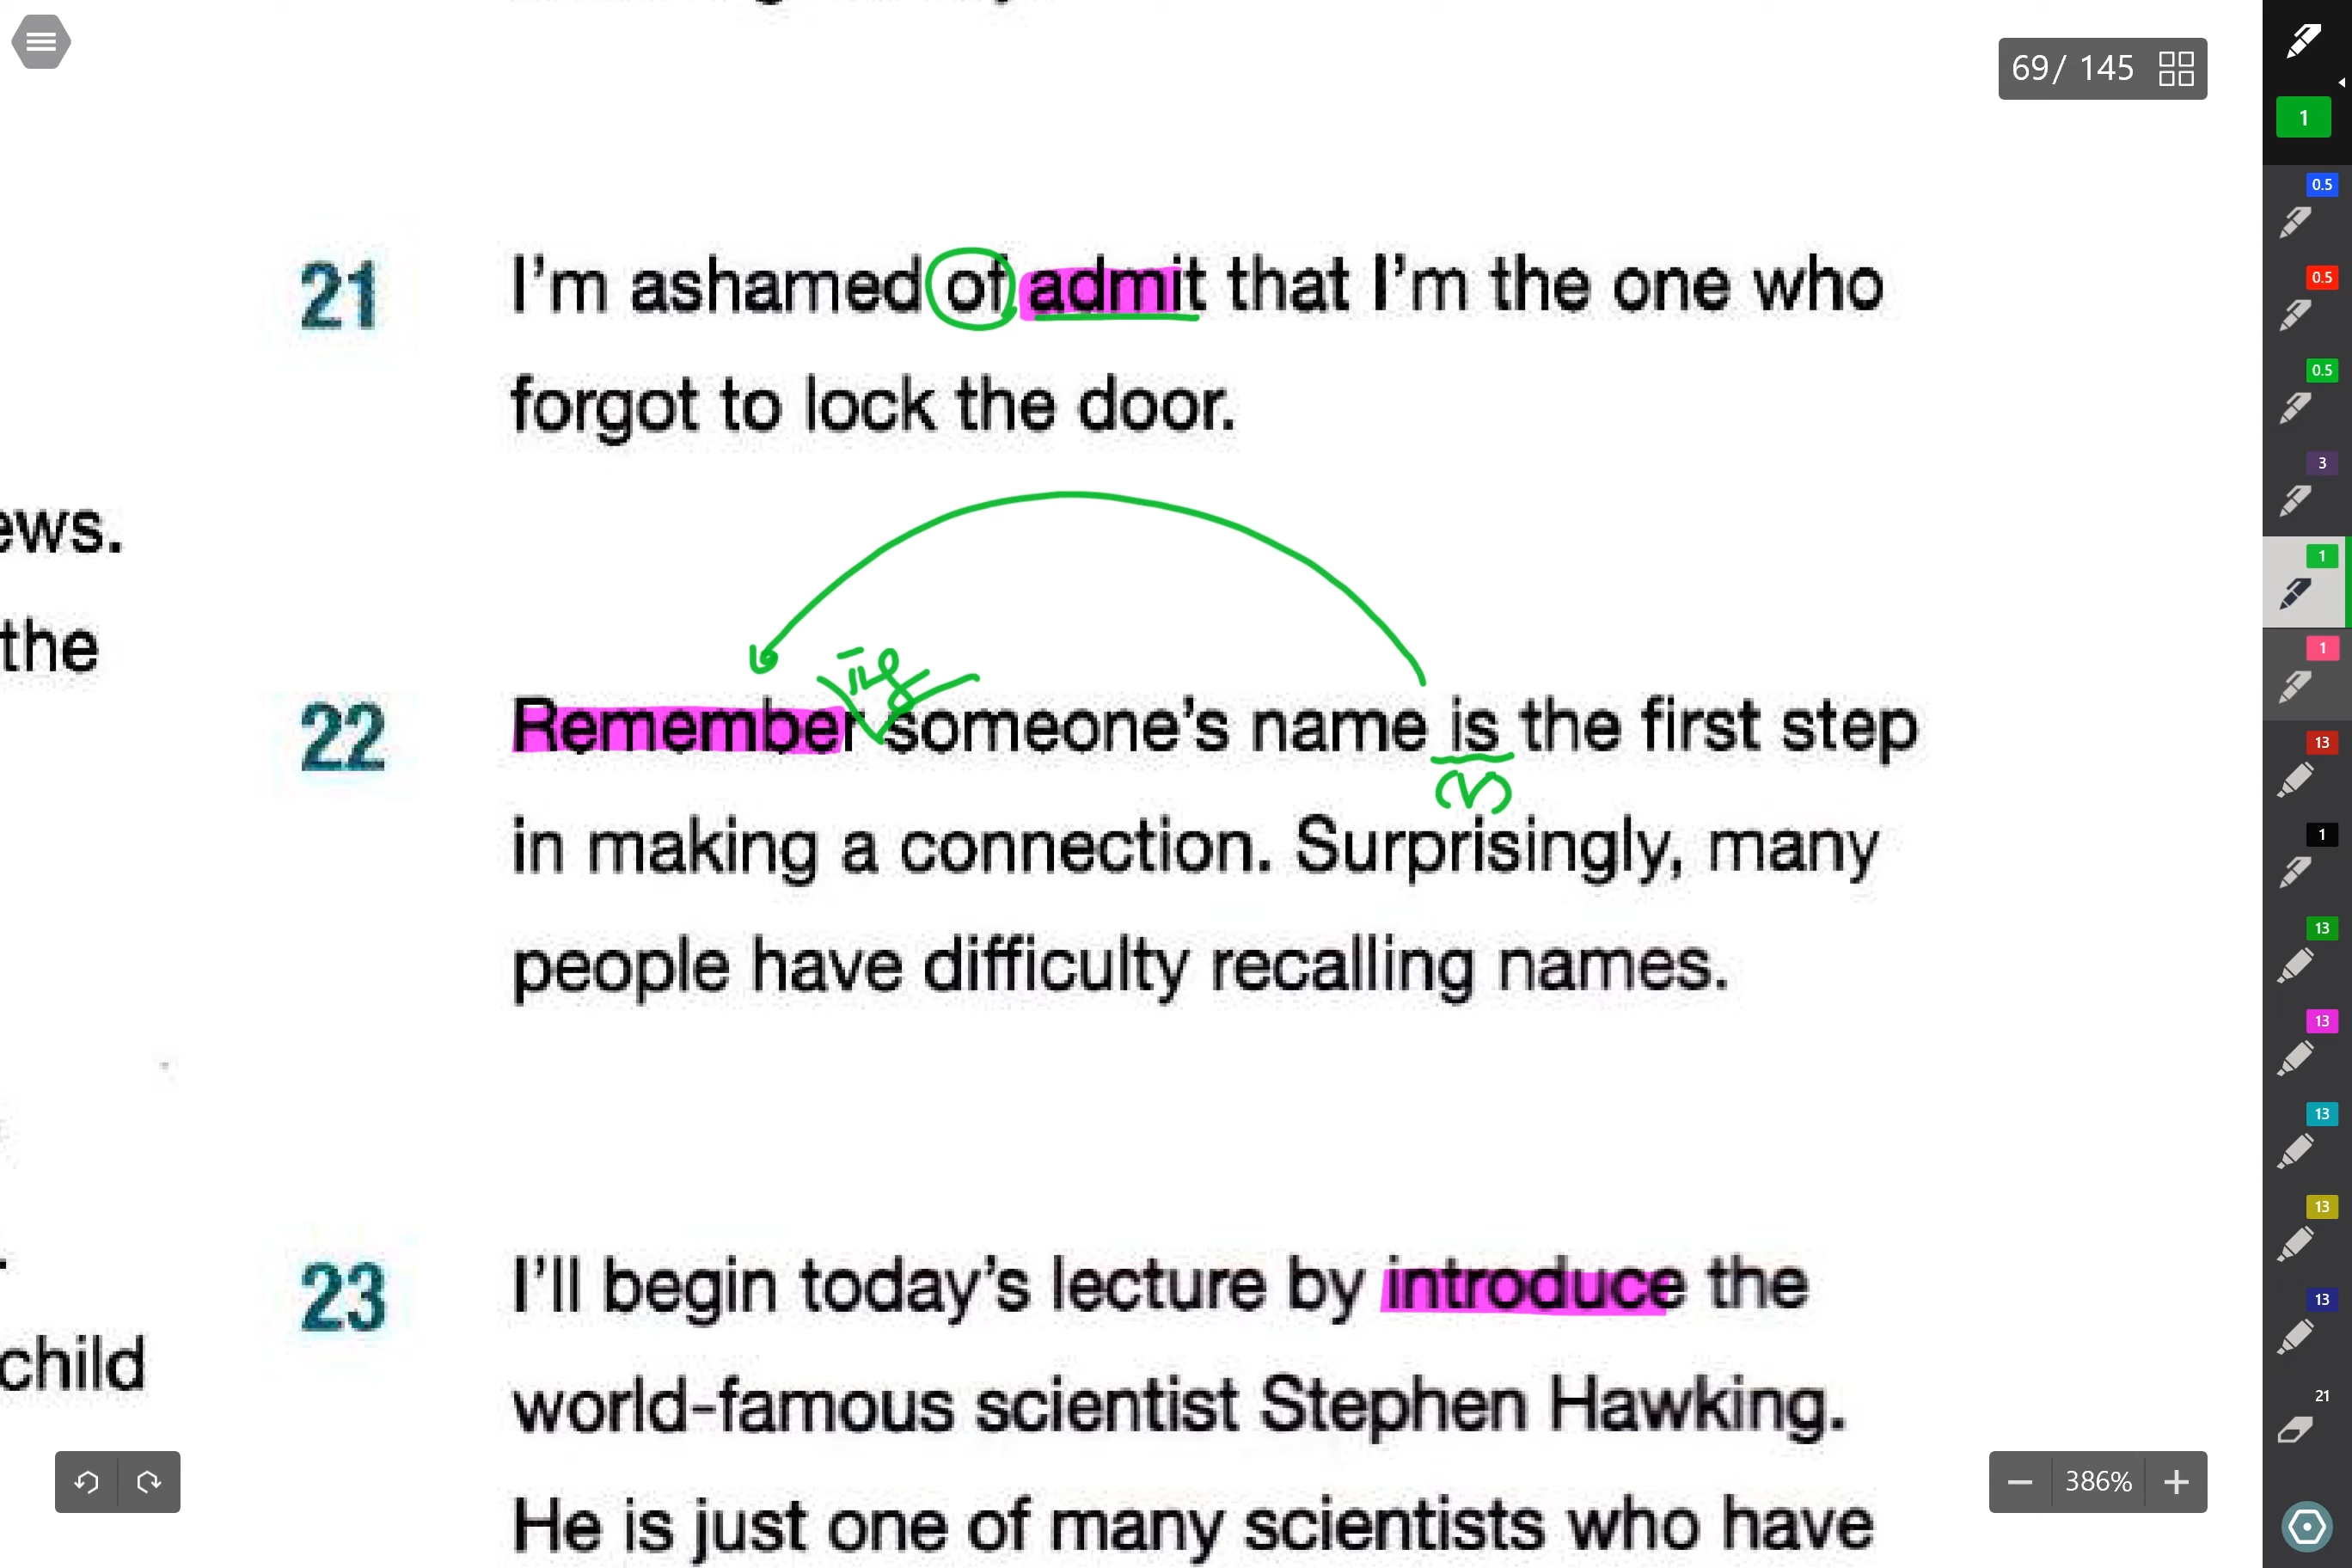 69/ 145
1
0.5
0.5
0.5
3
1
1
13
1
13
13
13
13
13
21
21 I'm ashamed of admit that I'm the one who
forgot to lock the door.
ews.
the
ing
22 Remember someone's name is the first step
(V)
in making a connection. Surprisingly, many
people have difficulty recalling names.
23 I'll begin today's lecture by introduce the
child
world-famous scientist Stephen Hawking.
He is just one of many scientists who have
386%